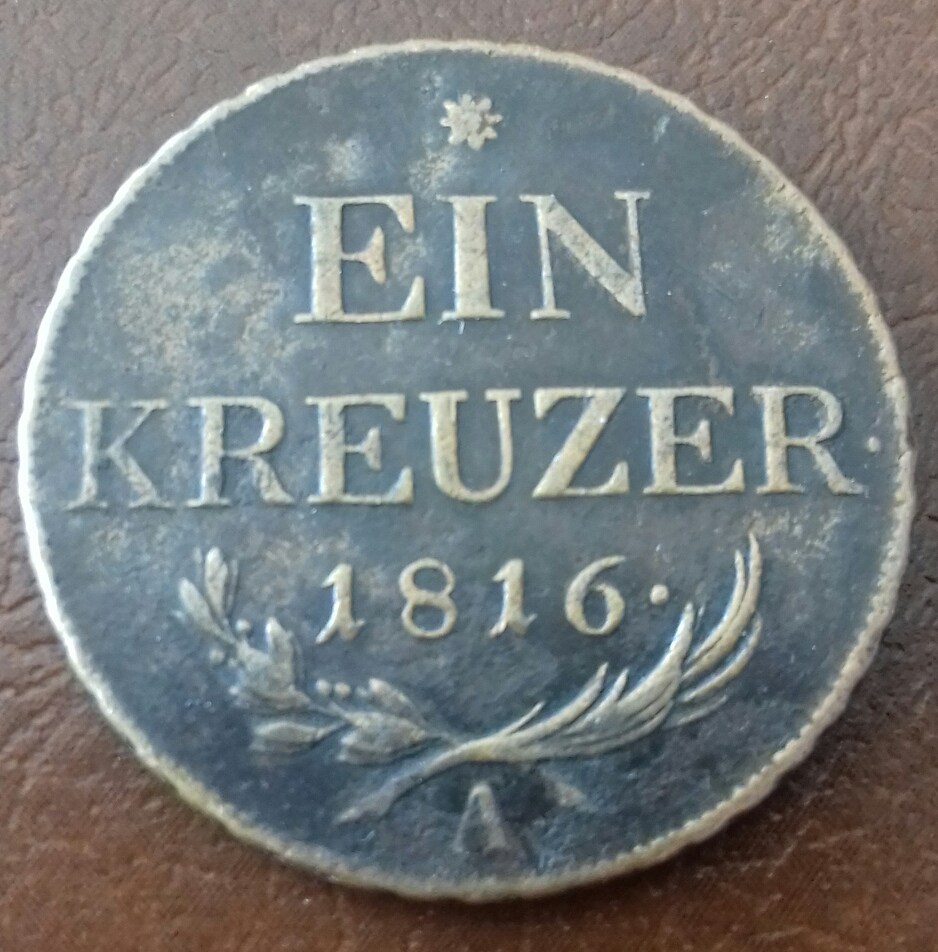 EIN
KREUZER.
1816.
A